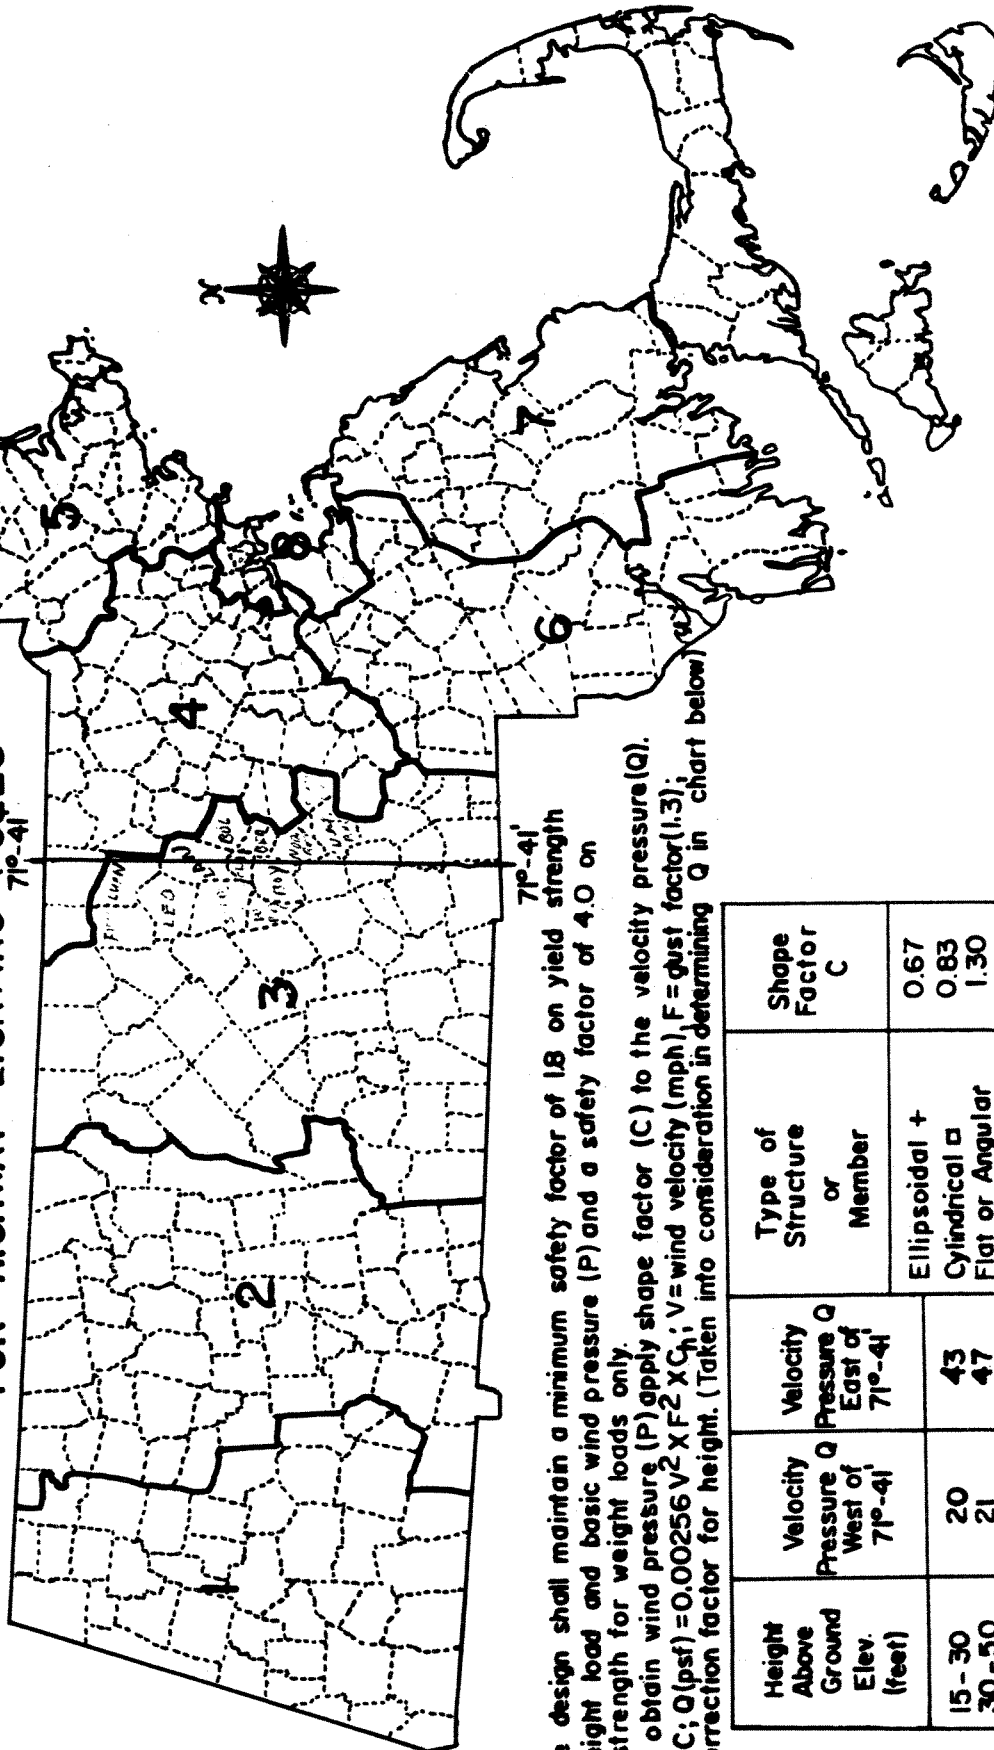 71°-41'
5
N
4
8
7
6
3
2
1
LUN
LEO
BOL
BER
71°-41'
design shall maintain a minimum safety factor of 1.8 on yield strength
eight load and basic wind pressure (P) and a safety factor of 4.0 on
strength for weight loads only.
obtain wind pressure (P) apply shape factor (C) to the velocity pressure (Q).
C; Q(psf) = 0.00256 V² X F² X Ch; V = wind velocity (mph), F = gust factor (1.3);
rrection factor for height. (Taken into consideration in determining Q in chart below)
Height Above Ground Elev. (feet) Velocity Pressure Q West of 71°-41' Velocity Pressure Q East of 71°-41' Type of Structure or Member Shape Factor C
15-30 20 43 Ellipsoidal + 0.67
30-50 21 47 Cylindrical □ 0.83
Flat or Angular 1.30